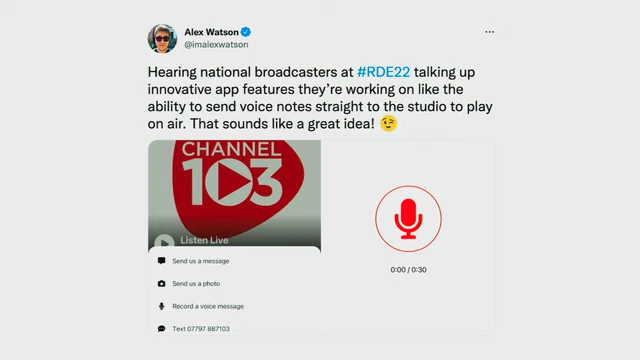 Alex Watson
@imalexwatson
Hearing national broadcasters at #RDE22 talking up
innovative app features they’re working on like the
ability to send voice notes straight to the studio to play
on air. That sounds like a great idea! 😉
CHANNEL
103
Listen Live
Send us a message
Send us a photo
Record a voice message
Text 07797 887103
0:00 / 0:30